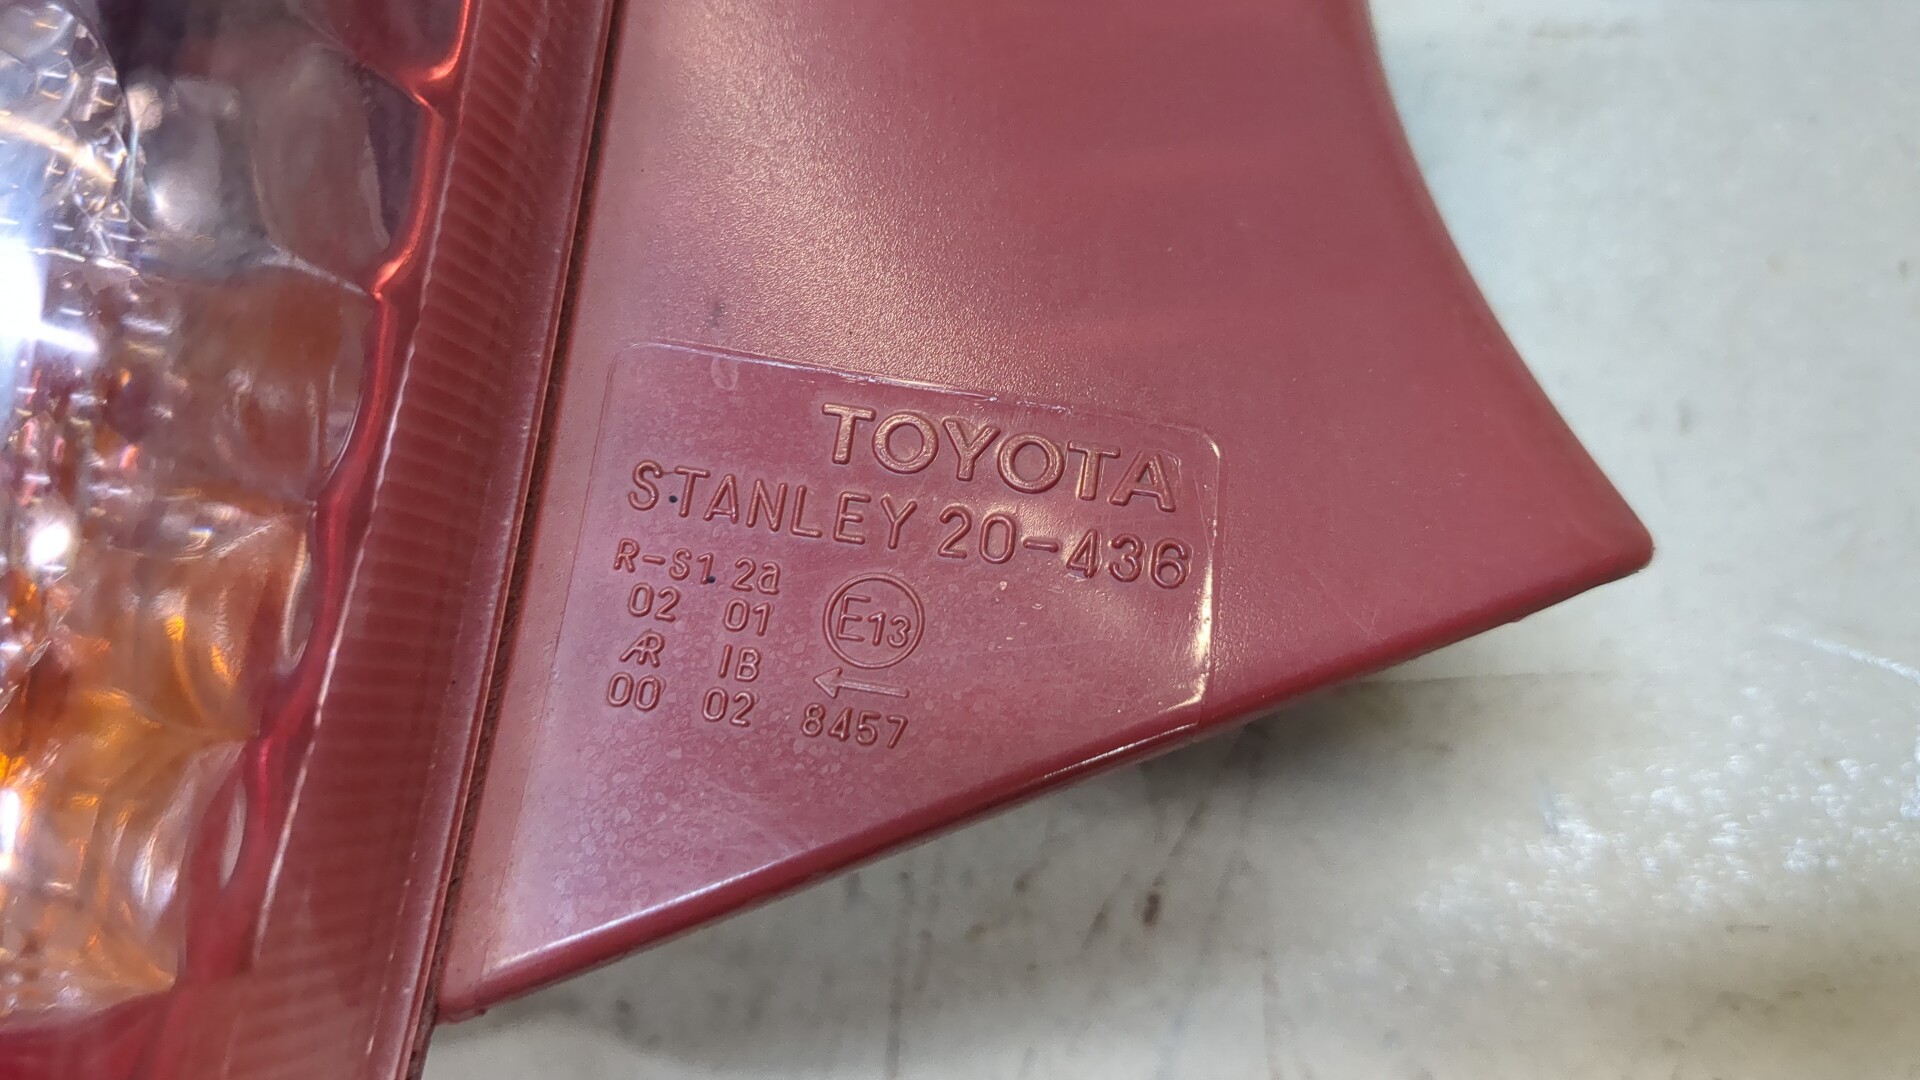 TOYOTA
STANLEY 20-436
R-S1 2a
02 01 E13
AR IB ←
00 02 8457